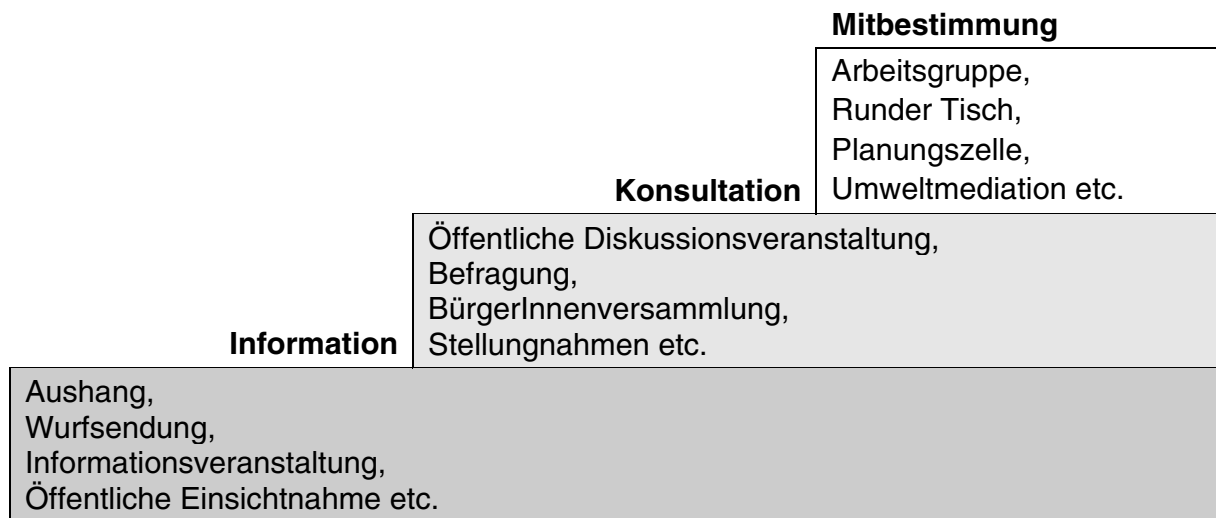 Mitbestimmung
Arbeitsgruppe,
Runder Tisch,
Planungszelle,
Umweltmediation etc.
Konsultation
Öffentliche Diskussionsveranstaltung,
Befragung,
BürgerInnenversammlung,
Stellungnahmen etc.
Information
Aushang,
Wurfsendung,
Informationsveranstaltung,
Öffentliche Einsichtnahme etc.